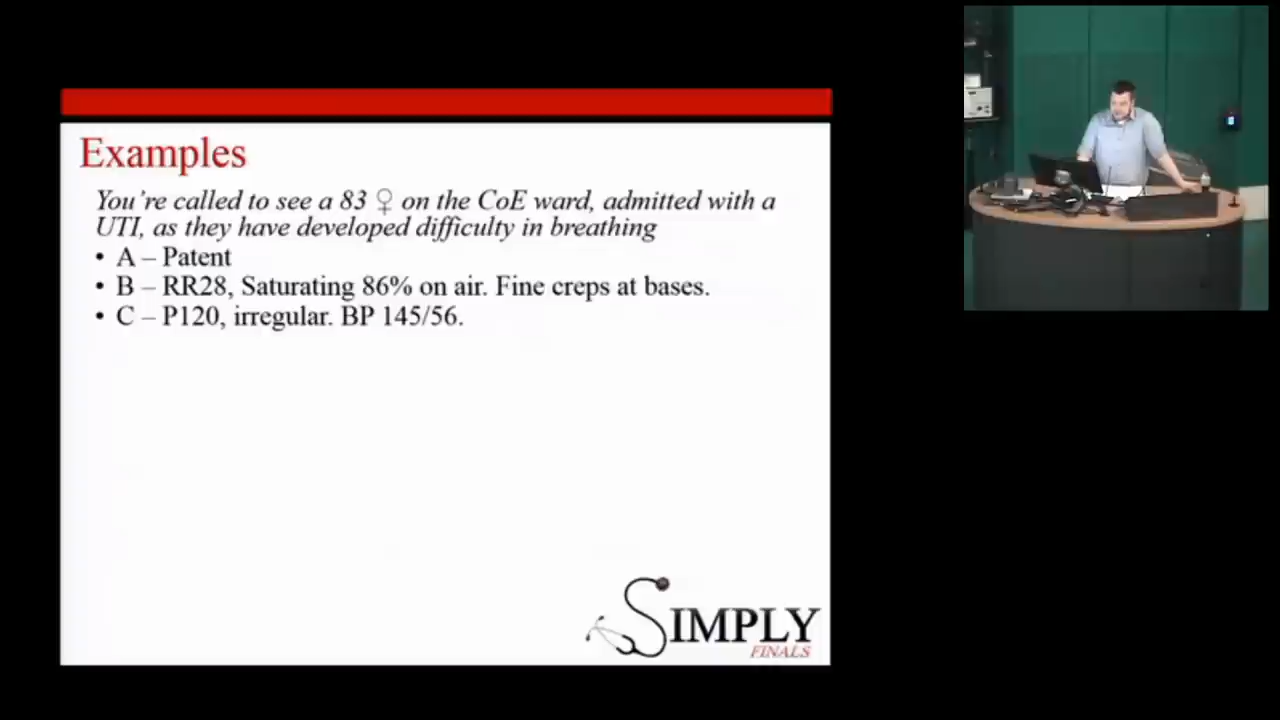 Examples
You're called to see a 83 ♀ on the CoE ward, admitted with a
UTI, as they have developed difficulty in breathing
• A – Patent
• B – RR28, Saturating 86% on air. Fine creps at bases.
• C – P120, irregular. BP 145/56.
SIMPLY
FINALS